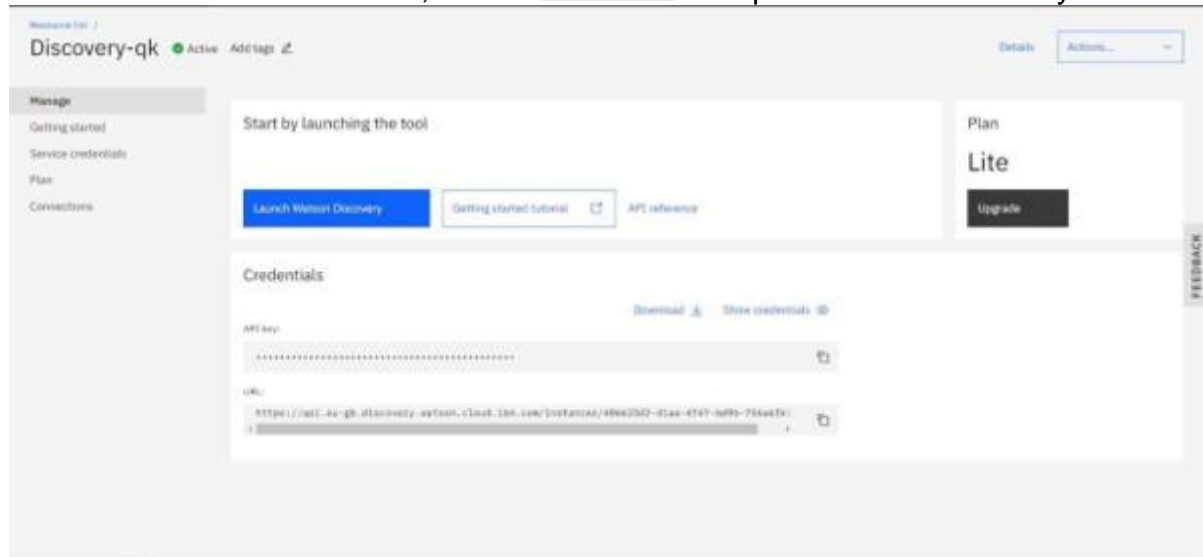 Resource list /
Discovery-qk Active Add tags
Details Actions...
Manage
Getting started
Service credentials
Plan
Connections
Start by launching the tool
Launch Watson Discovery Getting started tutorial API reference
Plan
Lite
Upgrade
FEEDBACK
Credentials
Download Show credentials
API key:
URL: